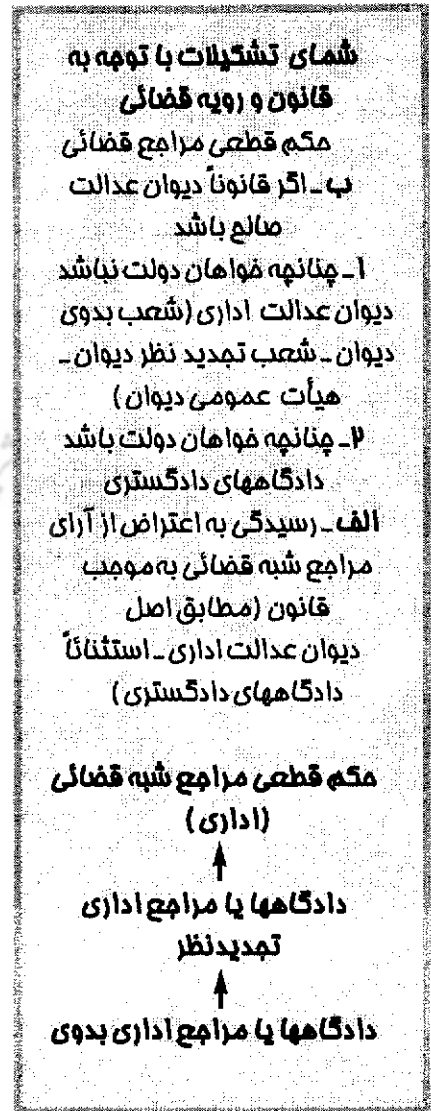 شمای تشکیلات با توجه به
قانون و رویه قضائی
حکم قطعی مراجع قضائی
ب ـ اگر قانوناً دیوان عدالت
صالح باشد
۱ـ چنانچه خواهان دولت نباشد
دیوان عدالت اداری (شعب بدوی
دیوان ـ شعب تجدید نظر دیوان ـ
هیأت عمومی دیوان)
۲ـ چنانچه خواهان دولت باشد
دادگاههای دادگستری
الف ـ رسیدگی به اعتراض از آرای
مراجع شبه قضائی به موجب
قانون (مطابق اصل
دیوان عدالت اداری ـ استثنائاً
دادگاههای دادگستری)
حکم قطعی مراجع شبه قضائی
(اداری)
دادگاهها یا مراجع اداری
تجدیدنظر
دادگاهها یا مراجع اداری بدوی